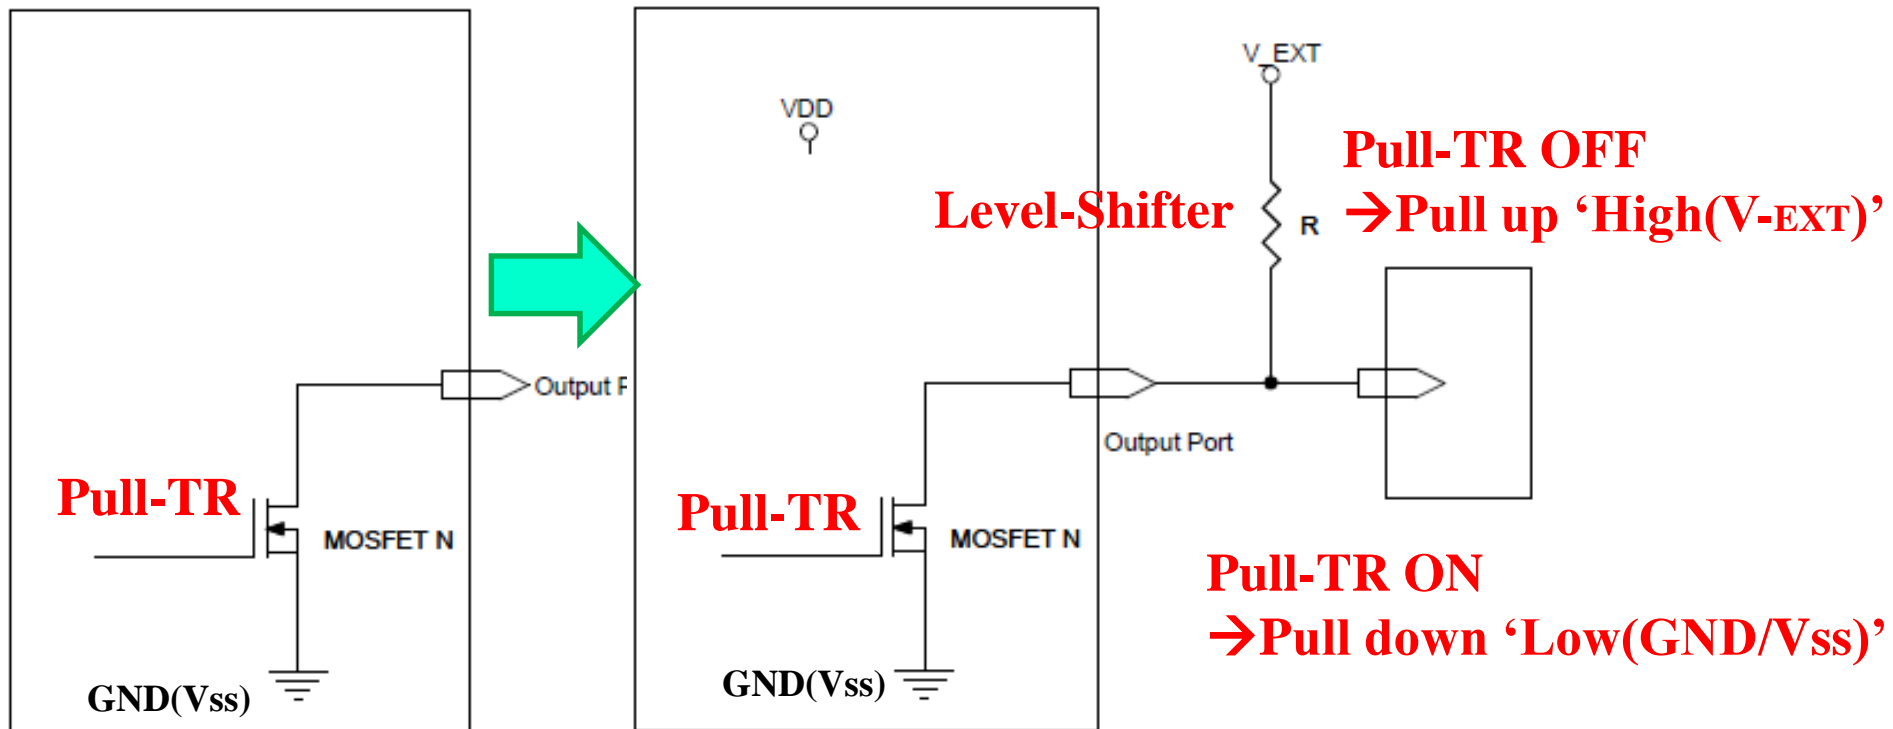 Pull-TR
MOSFET N
GND(Vss)
Output P
VDD
Level-Shifter
V_EXT
R
Pull-TR OFF
→Pull up ‘High(V-EXT)’
Output Port
Pull-TR
MOSFET N
GND(Vss)
Pull-TR ON
→Pull down ‘Low(GND/Vss)’